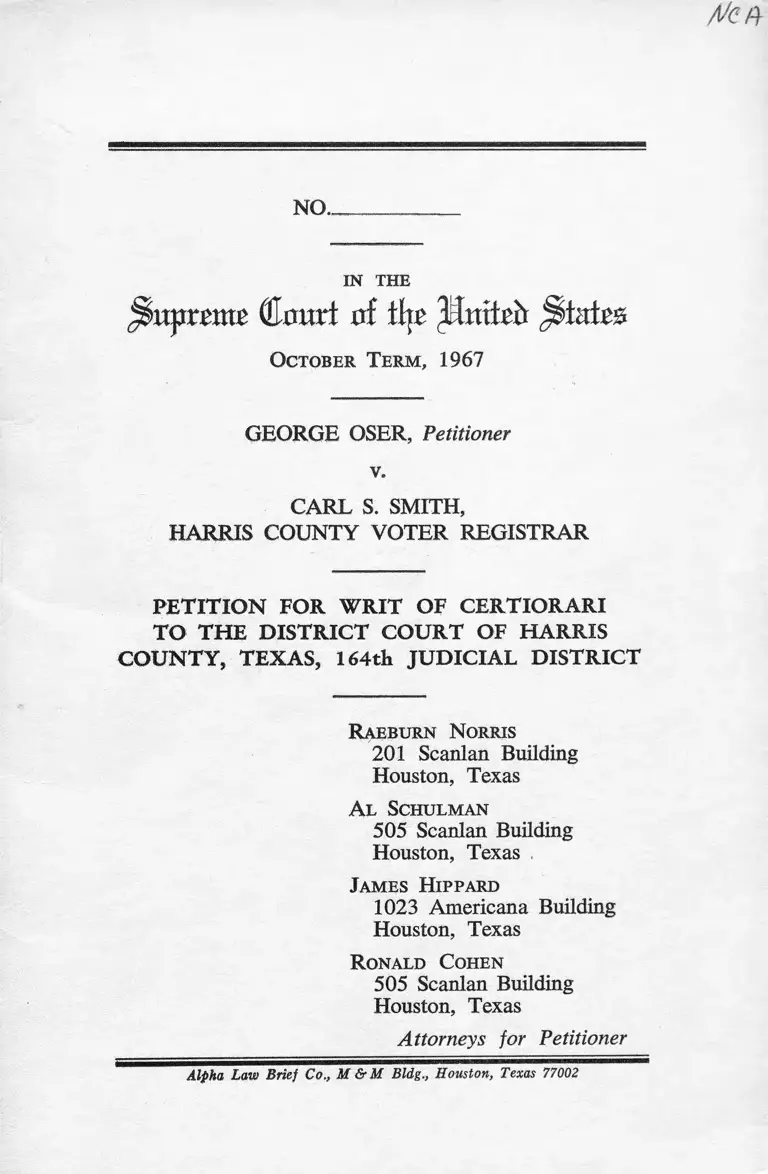 NCA
NO.
IN THE
Supreme Court of the United States
OCTOBER TERM, 1967
GEORGE OSER, Petitioner
v.
CARL S. SMITH,
HARRIS COUNTY VOTER REGISTRAR
PETITION FOR WRIT OF CERTIORARI
TO THE DISTRICT COURT OF HARRIS
COUNTY, TEXAS, 164th JUDICIAL DISTRICT
RAEBURN NORRIS
201 Scanlan Building
Houston, Texas
AL SCHULMAN
505 Scanlan Building
Houston, Texas
JAMES HIPPARD
1023 Americana Building
Houston, Texas
RONALD COHEN
505 Scanlan Building
Houston, Texas
Attorneys for Petitioner
Alpha Law Brief Co., M & M Bldg., Houston, Texas 77002